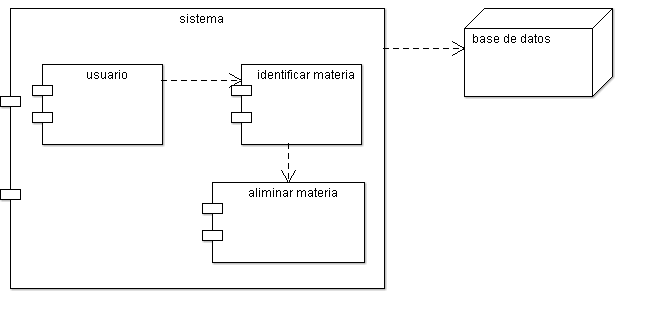 sistema
base de datos
usuario
identificar materia
aliminar materia